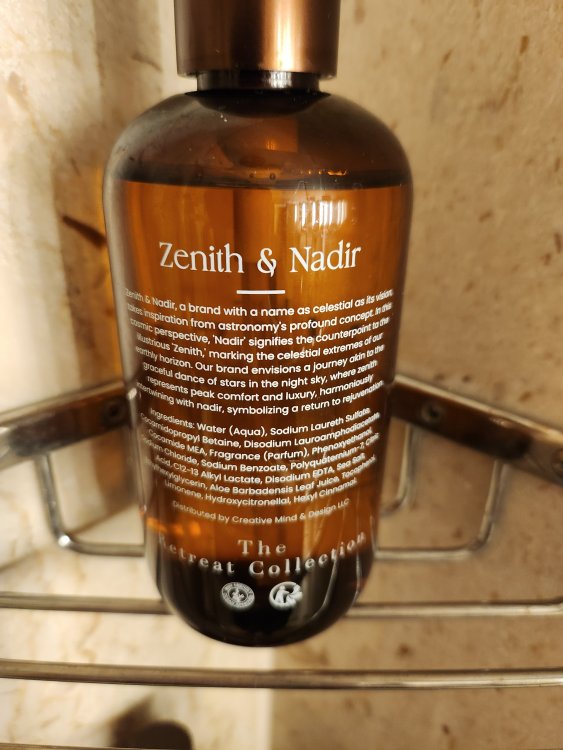 Zenith & Nadir
Zenith & Nadir, a brand with a name as celestial as its vision,
takes inspiration from astronomy's profound concept. In this
cosmic perspective, 'Nadir' signifies the counterpoint to the
illustrious 'Zenith,' marking the celestial extremes of our
earthly horizon. Our brand envisions a journey akin to the
graceful dance of stars in the night sky, where zenith
represents peak comfort and luxury, harmoniously
intertwining with nadir, symbolizing a return to rejuvenation.
Ingredients: Water (Aqua), Sodium Laureth Sulfate,
Cocamidopropyl Betaine, Disodium Lauroamphodiacetate,
Cocamide MEA, Fragrance (Parfum), Phenoxyethanol,
Sodium Chloride, Sodium Benzoate, Polyquaternium-7, Citric
Acid, C12-13 Alkyl Lactate, Disodium EDTA, Sea Salt,
Aloe Barbadensis Leaf Juice, Tocopherol,
Limonene, Hydroxycitronellal, Hexyl Cinnamal.
Distributed by Creative Mind & Design LLC
The
Retreat Collection